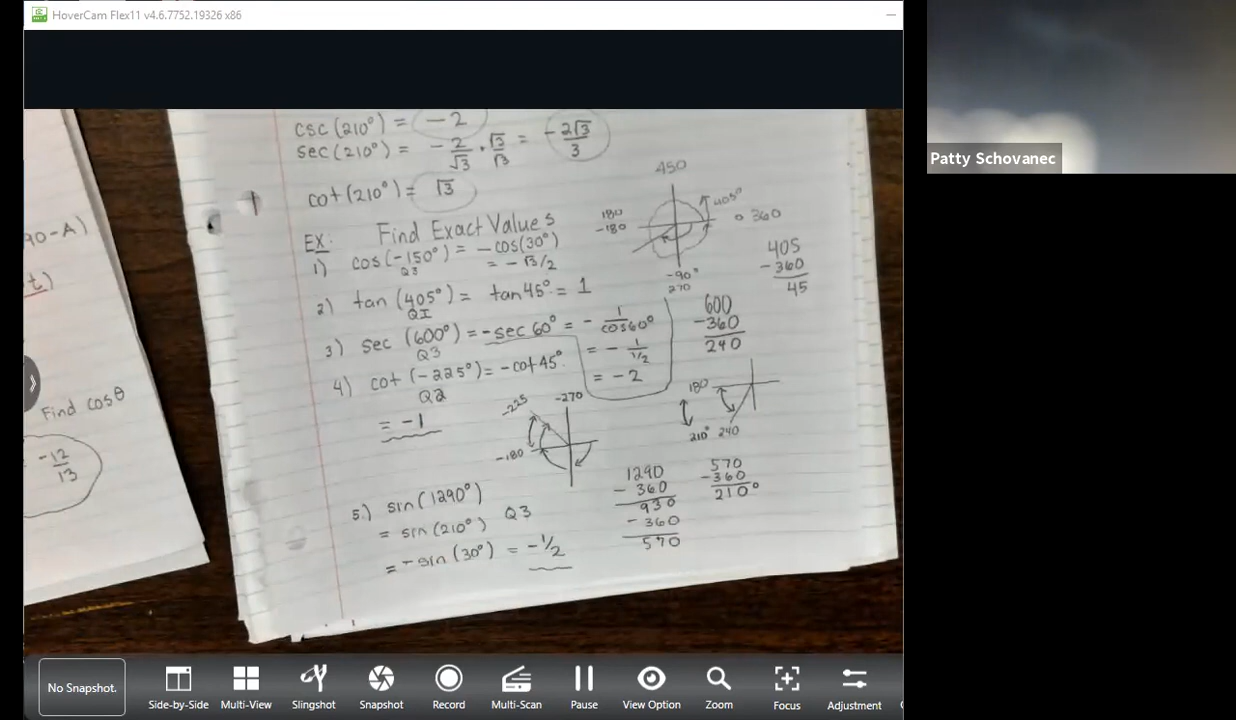 HoverCam Flex11 v4.6.7752.19326 x86
Patty Schovanec
csc(210°) = -2
sec(210°) = -2/√3 · √3/√3 = -2√3/3
cot(210°) = √3
EX: Find Exact Values
1) cos(-150°) = -cos(30°)
Q3
= -√3/2
2) tan(405°) = tan45° = 1
QI
3) sec(600°) = -sec 60° = -1/cos60°
Q3
= -1/1/2
= -2
4) cot(-225°) = -cot45°
Q2
= -1
5.) sin(1290°)
= sin(210°) Q3
= -sin(30°) = -1/2
450
405°
180
-180
0 360
-90°
270
405
-360
45
600
-360
240
180
210° 240
-225
-270
-180
1290
- 360
930
- 360
570
570
-360
210°
90-A)
t)
Find cosθ
-12/13
No Snapshot.
Side-by-Side
Multi-View
Slingshot
Snapshot
Record
Multi-Scan
Pause
View Option
Zoom
Focus
Adjustment